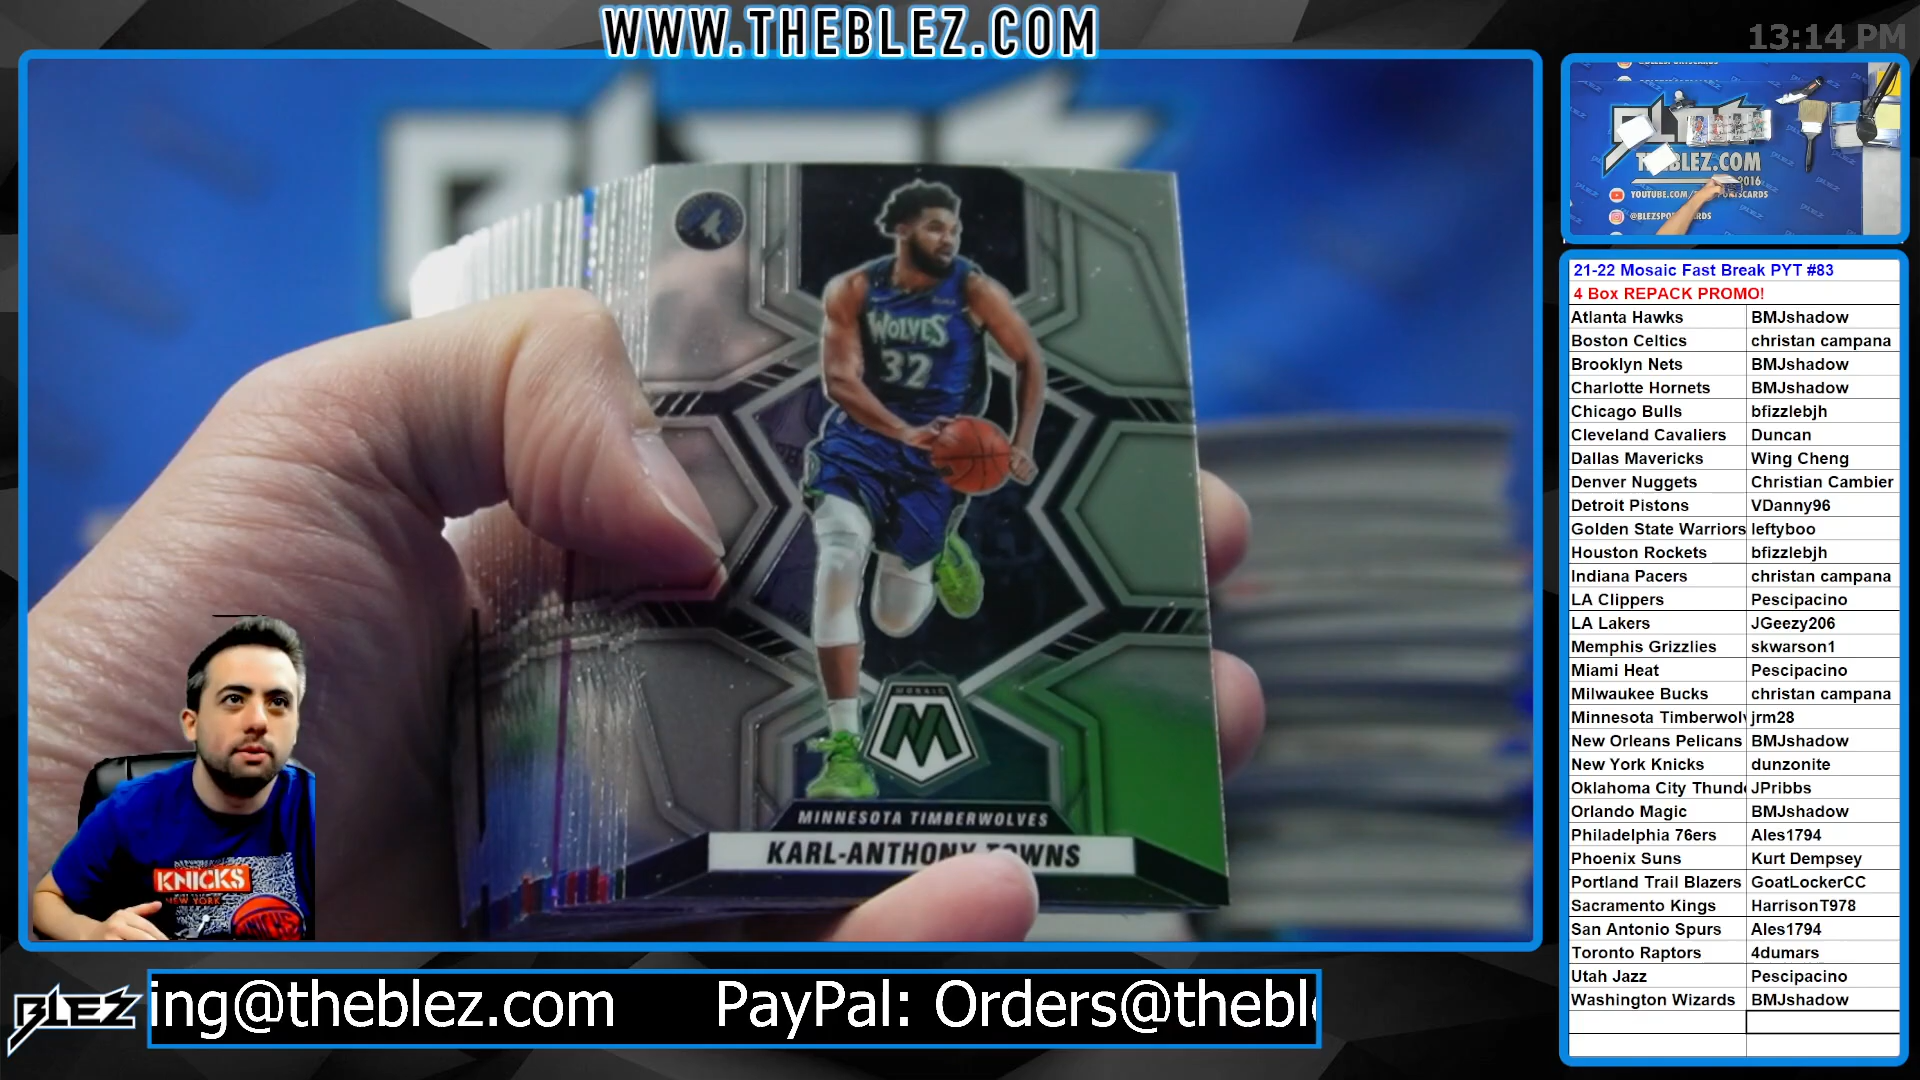 WWW.THEBLEZ.COM
13:14 PM
WOLVES
32
MOSAIC
MINNESOTA TIMBERWOLVES
KARL-ANTHONY TOWNS
KNICKS
NEW YORK
BLEZ
THEBLEZ.COM
2016
21-22 Mosaic Fast Break PYT #83
4 Box REPACK PROMO!
Atlanta Hawks BMJshadow
Boston Celtics christan campana
Brooklyn Nets BMJshadow
Charlotte Hornets BMJshadow
Chicago Bulls bfizzlebjh
Cleveland Cavaliers Duncan
Dallas Mavericks Wing Cheng
Denver Nuggets Christian Cambier
Detroit Pistons VDanny96
Golden State Warriors leftyboo
Houston Rockets bfizzlebjh
Indiana Pacers christan campana
LA Clippers Pescipacino
LA Lakers JGeezy206
Memphis Grizzlies skwarson1
Miami Heat Pescipacino
Milwaukee Bucks christan campana
Minnesota Timberwolv jrm28
New Orleans Pelicans BMJshadow
New York Knicks dunzonite
Oklahoma City Thund JPribbs
Orlando Magic BMJshadow
Philadelphia 76ers Ales1794
Phoenix Suns Kurt Dempsey
Portland Trail Blazers GoatLockerCC
Sacramento Kings HarrisonT978
San Antonio Spurs Ales1794
Toronto Raptors 4dumars
Utah Jazz Pescipacino
Washington Wizards BMJshadow
BLEZ
ing@theblez.com PayPal: Orders@thebl